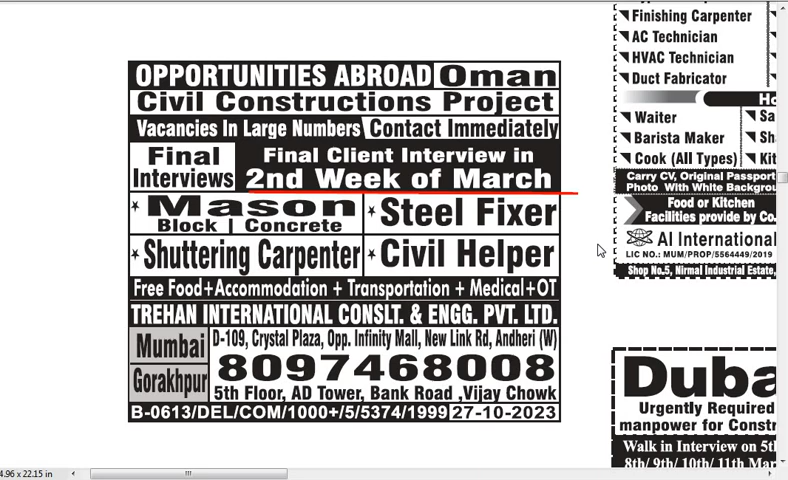 OPPORTUNITIES ABROAD Oman
Civil Constructions Project
Vacancies In Large Numbers Contact Immediately
Final Interviews
Final Client Interview in
2nd Week of March
* Mason
Block | Concrete
* Steel Fixer
* Shuttering Carpenter
* Civil Helper
Free Food+Accommodation + Transportation + Medical+OT
TREHAN INTERNATIONAL CONSLT. & ENGG. PVT. LTD.
Mumbai
D-109, Crystal Plaza, Opp. Infinity Mall, New Link Rd, Andheri (W)
8097468008
Gorakhpur
5th Floor, AD Tower, Bank Road ,Vijay Chowk
B-0613/DEL/COM/1000+/5/5374/1999 27-10-2023
Finishing Carpenter
AC Technician
HVAC Technician
Duct Fabricator
Ho
Waiter
Sa
Barista Maker
Sh
Cook (All Types)
Kit
Carry CV, Original Passport
Photo With White Backgrou
Food or Kitchen
Facilities provide by Co.
Al International
LIC NO.: MUM/PROP/5564449/2019
Shop No.5, Nirmal Industrial Estate,
Duba
Urgently Required
manpower for Constr
Walk in Interview on 5th
8th/ 9th/ 10th/ 11th Mar
4.96 x 22.15 in